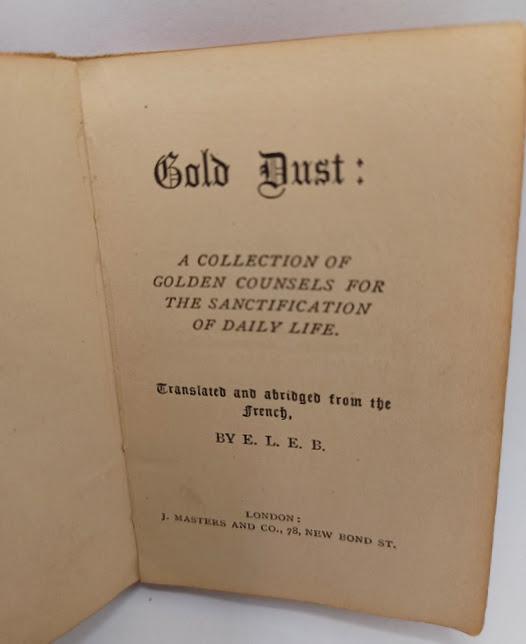 Gold Dust:
A COLLECTION OF
GOLDEN COUNSELS FOR
THE SANCTIFICATION
OF DAILY LIFE.
Translated and abridged from the
French,
BY E. L. E. B.
LONDON:
J. MASTERS AND CO., 78, NEW BOND ST.